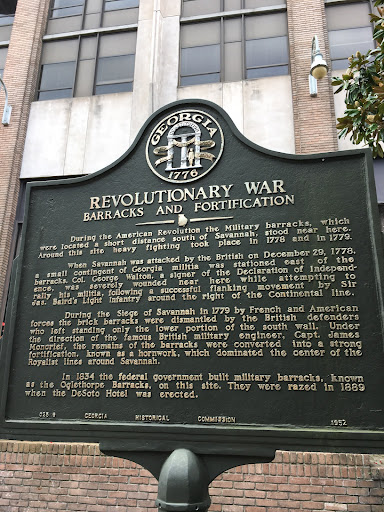 GEORGIA
1776
REVOLUTIONARY WAR
BARRACKS AND FORTIFICATION
During the American Revolution the Military barracks, which
were located a short distance south of Savannah, stood near here.
Around this site heavy fighting took place in 1778 and in 1779.
When Savannah was attacked by the British on December 29, 1778,
a small contingent of Georgia militia was stationed east of the
barracks. Col. George Walton, a signer of the Declaration of Independ-
ence, was severely wounded near here while attempting to
rally his militia, following a successful flanking movement by Sir
Jas. Baird's Light Infantry around the right of the Continental line.
During the Siege of Savannah in 1779 by French and American
forces the brick barracks were dismantled by the British defenders
who left standing only the lower portion of the south wall. Under
the direction of the famous British military engineer, Capt. James
Moncrief, the remains of the barracks were converted into a strong
fortification, known as a hornwork, which dominated the center of the
Royalist lines around Savannah.
In 1834 the federal government built military barracks, known
as the Oglethorpe Barracks, on this site. They were razed in 1889
when the DeSoto Hotel was erected.
GEORGIA HISTORICAL COMMISSION 1952